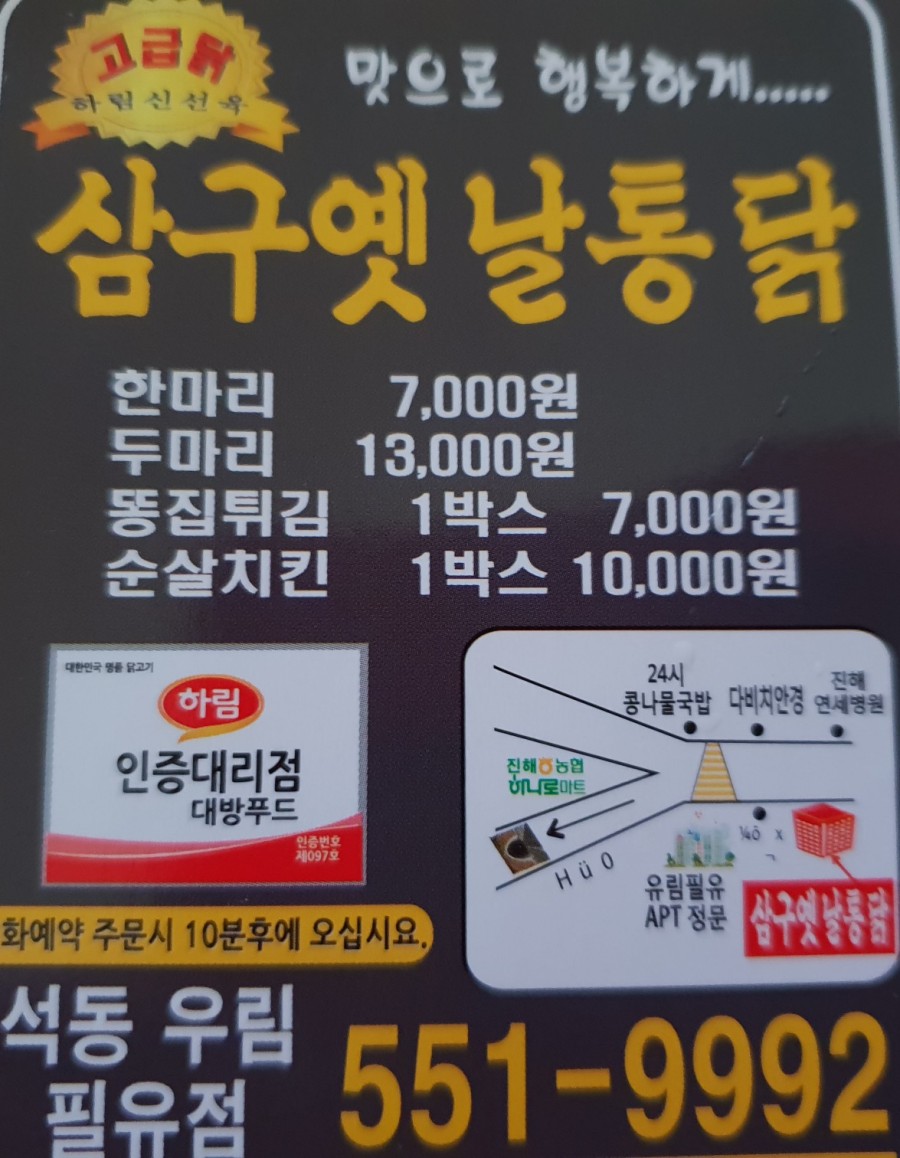 고급닭
하림신선육
맛으로 행복하게.....
삼구옛날통닭
한마리 7,000원
두마리 13,000원
똥집튀김 1박스 7,000원
순살치킨 1박스 10,000원
대한민국 명품 닭고기
하림
인증대리점
대방푸드
인증번호
제097호
24시
콩나물국밥
다비치안경
진해
연세병원
진해농협
하나로마트
¼õ x
ㄱ
H ü O
유림필유
APT 정문
삼구옛날통닭
화예약 주문시 10분후에 오십시요.
석동 우림
필유점
551-9992